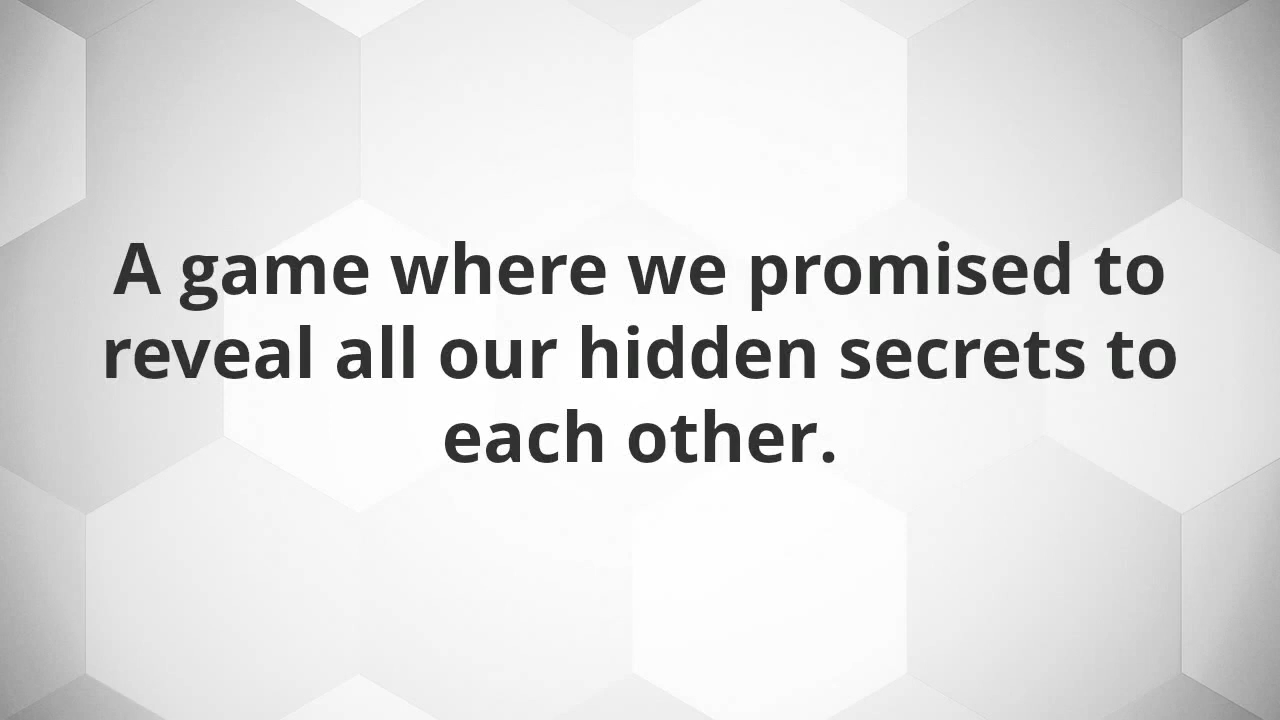 A game where we promised to
reveal all our hidden secrets to
each other.